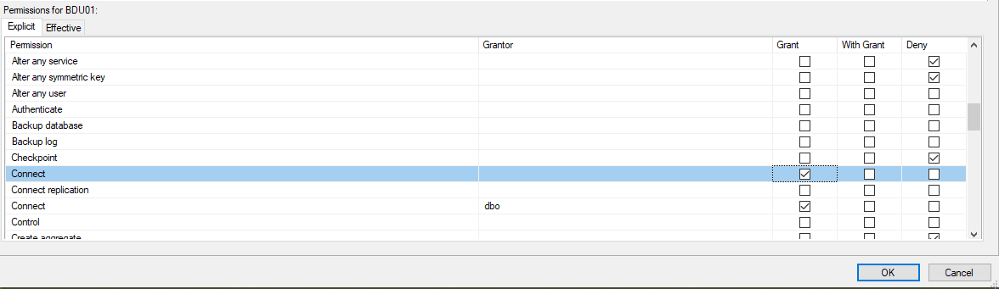 Permissions for BDU01:
Explicit Effective
Permission Grantor Grant With Grant Deny
Alter any service
Alter any symmetric key
Alter any user
Authenticate
Backup database
Backup log
Checkpoint
Connect
Connect replication
Connect dbo
Control
Create aggregate
OK Cancel